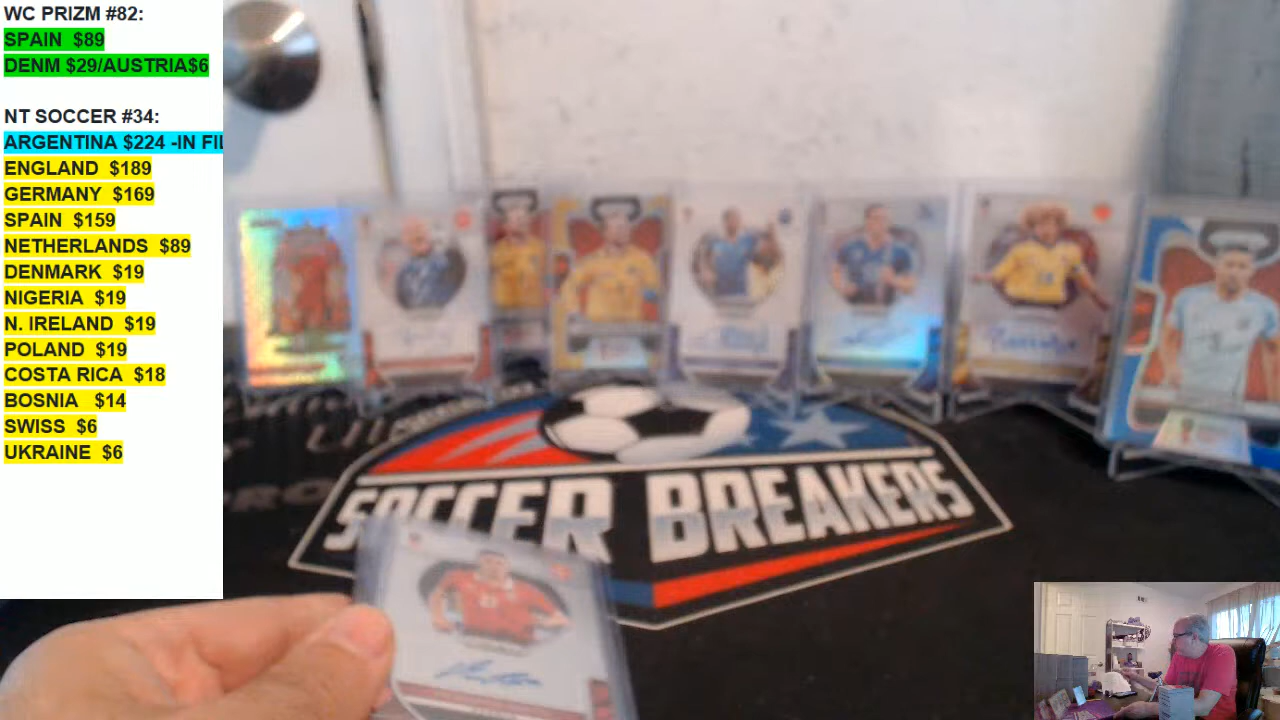 WC PRIZM #82:
SPAIN $89
DENM $29/AUSTRIA$6
NT SOCCER #34:
ARGENTINA $224 -IN FIL
ENGLAND $189
GERMANY $169
SPAIN $159
NETHERLANDS $89
DENMARK $19
NIGERIA $19
N. IRELAND $19
POLAND $19
COSTA RICA $18
BOSNIA $14
SWISS $6
UKRAINE $6
SOCCER BREAKERS